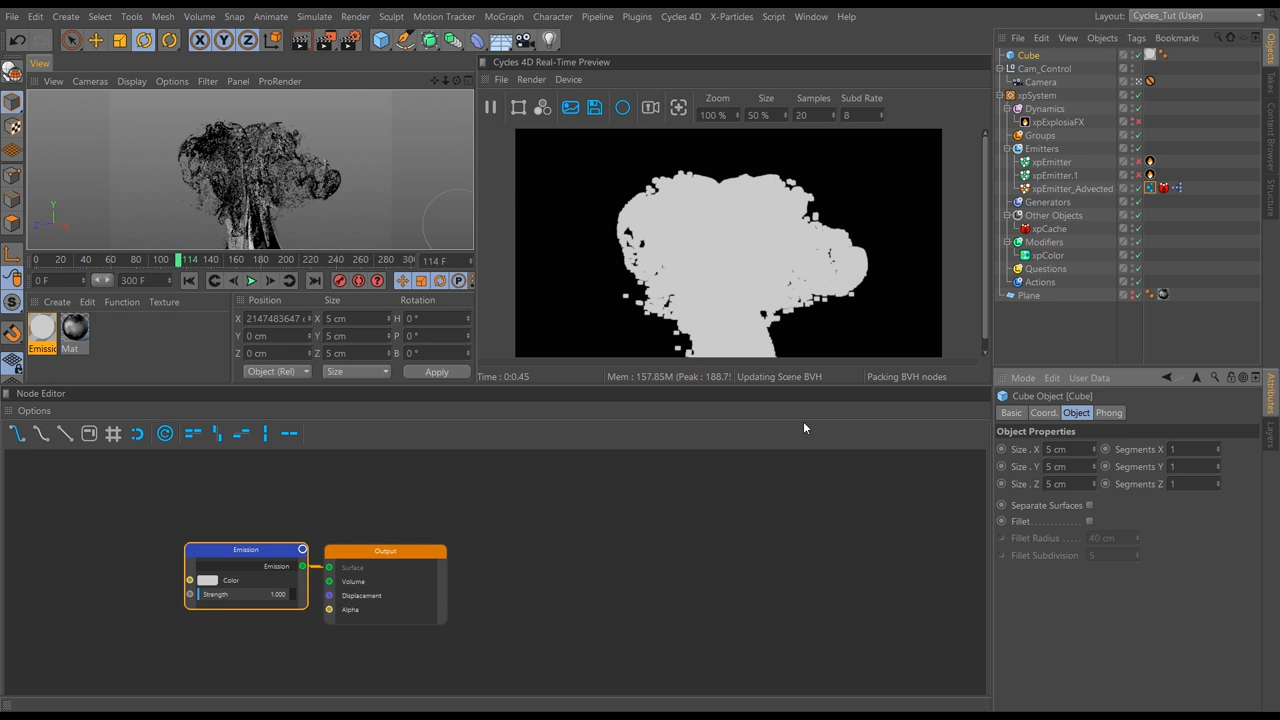 File Edit Create Select Tools Mesh Volume Snap Animate Simulate Render Sculpt Motion Tracker MoGraph Character Pipeline Plugins Cycles 4D X-Particles Script Window Help Layout: Cycles_Tut (User)
View
View Cameras Display Options Filter Panel ProRender
Y
Z X
0 20 40 60 80 100 114 140 160 180 200 220 240 260 280 30 114 F
0 F 300 F
Create Edit Function Texture
Emissio Mat
Position Size Rotation
X 2147483647 c X 5 cm H 0 °
Y 0 cm Y 5 cm P 0 °
Z 0 cm Z 5 cm B 0 °
Object (Rel) Size Apply
Cycles 4D Real-Time Preview
File Render Device
Zoom Size Samples Subd Rate
100 % 50 % 20 8
Time : 0:0.45 Mem : 157.85M (Peak : 188.7 Updating Scene BVH Packing BVH nodes
Node Editor
Options
Emission
Emission
Color
Strength 1.000
Output
Surface
Volume
Displacement
Alpha
File Edit View Objects Tags Bookmark
Cube
Cam_Control
Camera
xpSystem
Dynamics
xpExplosiaFX
Groups
Emitters
xpEmitter
xpEmitter.1
xpEmitter_Advected
Generators
Other Objects
xpCache
Modifiers
xpColor
Questions
Actions
Plane
Objects
Takes
Content Browser
Structure
Mode Edit User Data
Cube Object [Cube]
Basic Coord. Object Phong
Object Properties
Size . X 5 cm Segments X 1
Size . Y 5 cm Segments Y 1
Size . Z 5 cm Segments Z 1
Separate Surfaces
Fillet
Fillet Radius 40 cm
Fillet Subdivision 5
Attributes
Layers